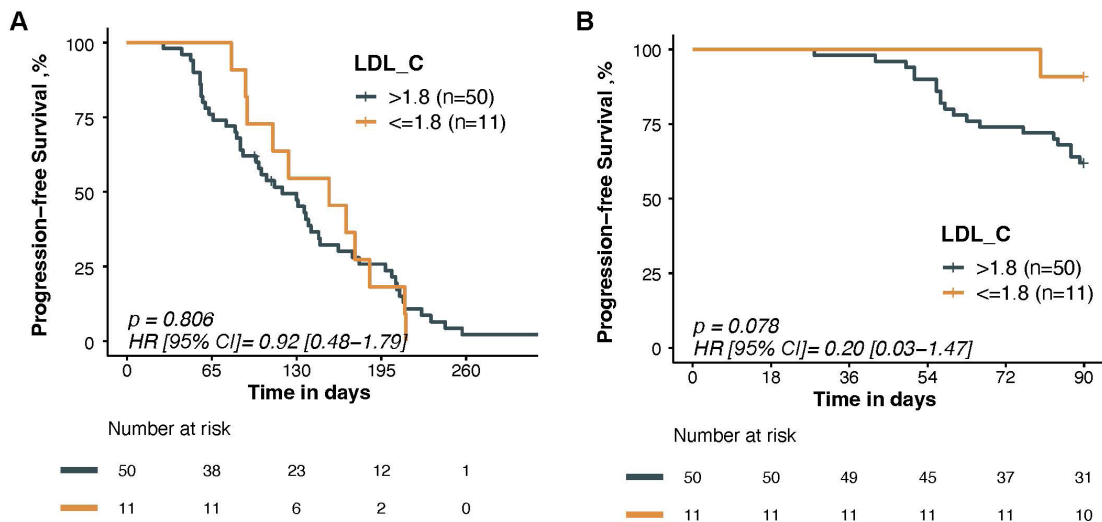 A
Progression−free Survival ,%
100
75
50
25
0
LDL_C
>1.8 (n=50)
<=1.8 (n=11)
p = 0.806
HR [95% CI]= 0.92 [0.48−1.79]
0 65 130 195 260
Time in days
Number at risk
50 38 23 12 1
11 11 6 2 0
B
Progression−free Survival ,%
100
75
50
25
0
LDL_C
>1.8 (n=50)
<=1.8 (n=11)
p = 0.078
HR [95% CI]= 0.20 [0.03−1.47]
0 18 36 54 72 90
Time in days
Number at risk
50 50 49 45 37 31
11 11 11 11 11 10